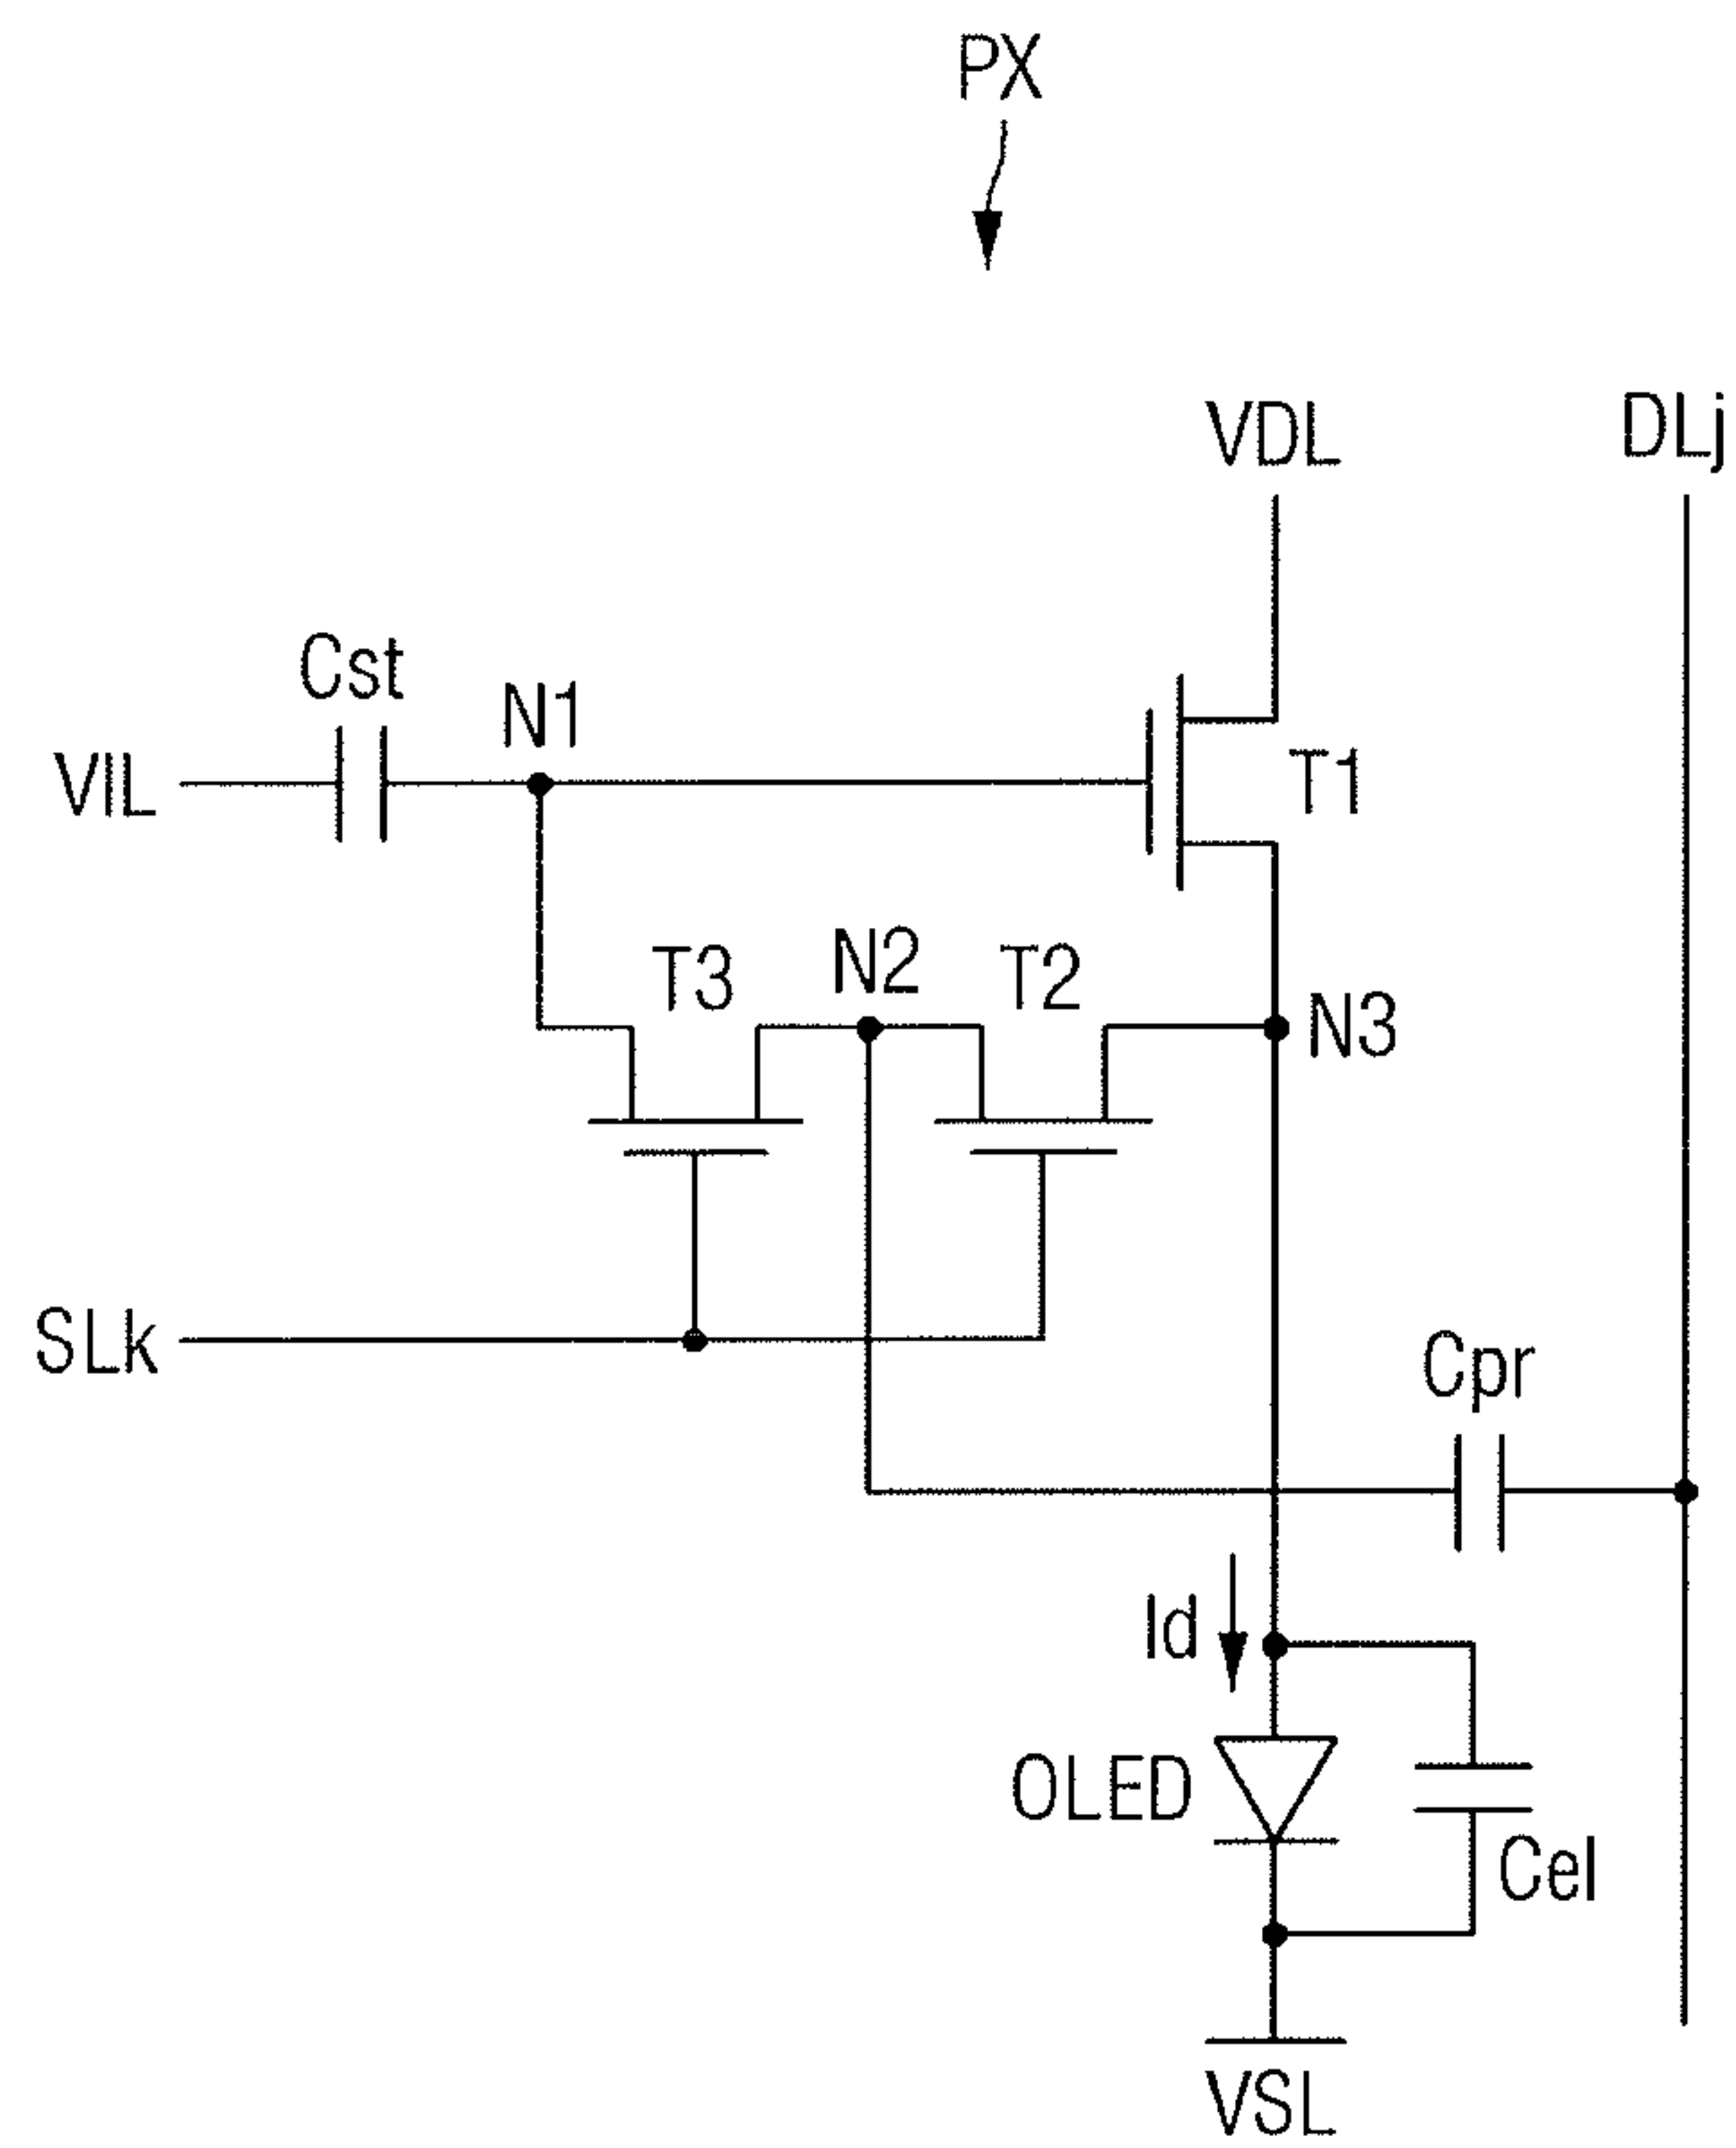 PX
VDL
DLj
Cst
N1
VIL
T1
T3
N2
T2
N3
SLk
Cpr
Id
OLED
Cel
VSL